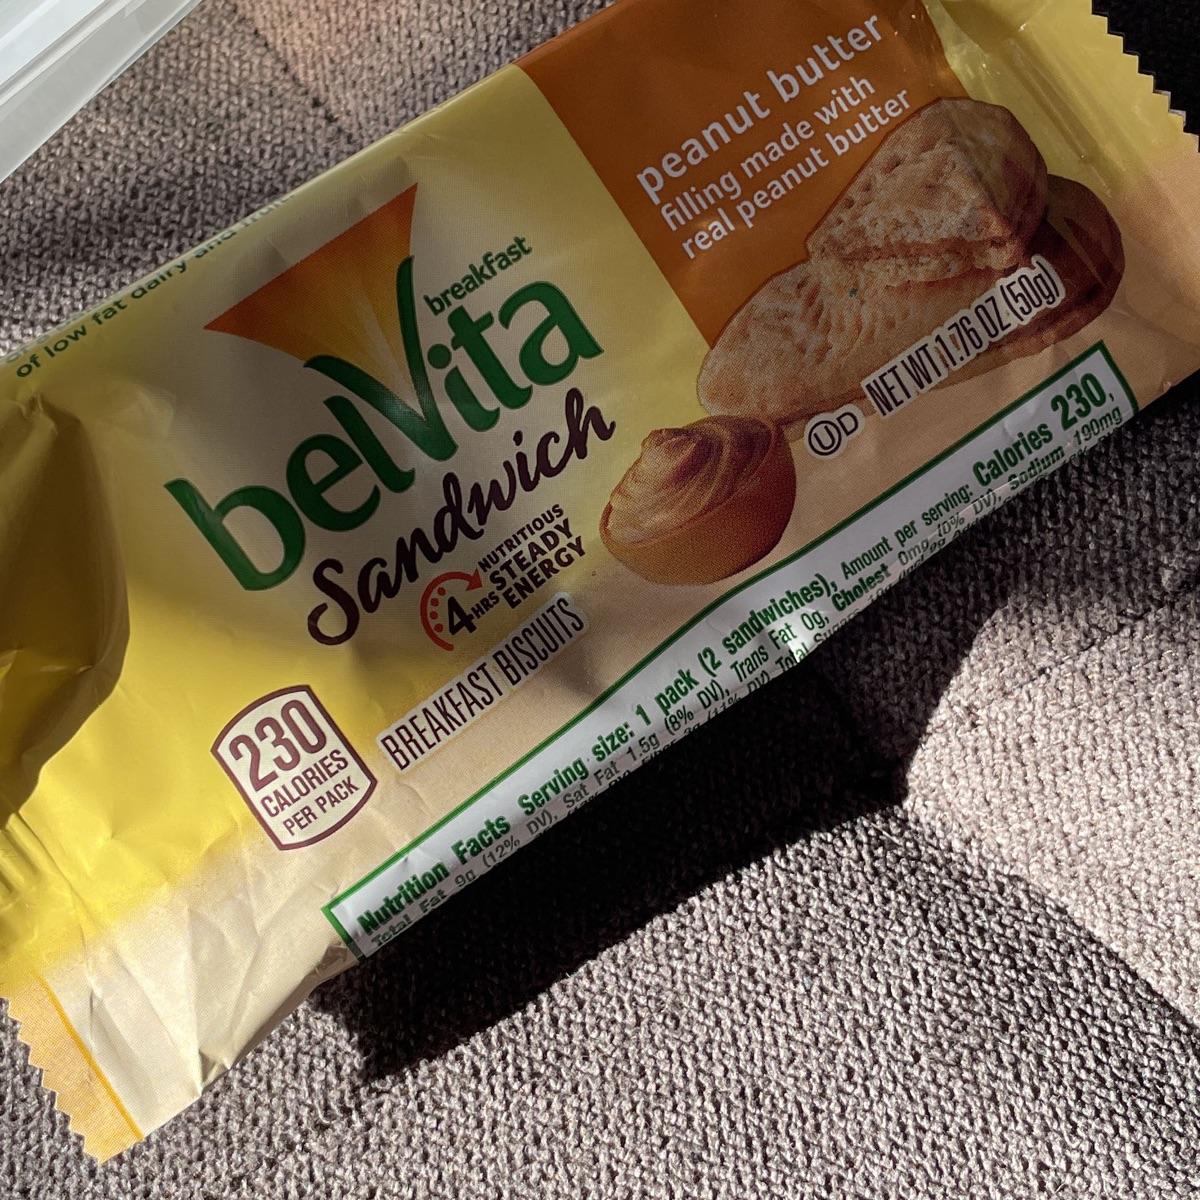 of low fat dairy and fruit
breakfast
belVita
Sandwich
4HRS NUTRITIOUS
STEADY
ENERGY
BREAKFAST BISCUITS
230
CALORIES
PER PACK
peanut butter
filling made with
real peanut butter
UD NET WT 1.76 OZ (50g)
Nutrition Facts Serving size: 1 pack (2 sandwiches), Amount per serving: Calories 230,
Total Fat 9g (12% DV), Sat Fat 1.5g (8% DV), Trans Fat 0g, Cholest 0mg (0% DV), Sodium 190mg